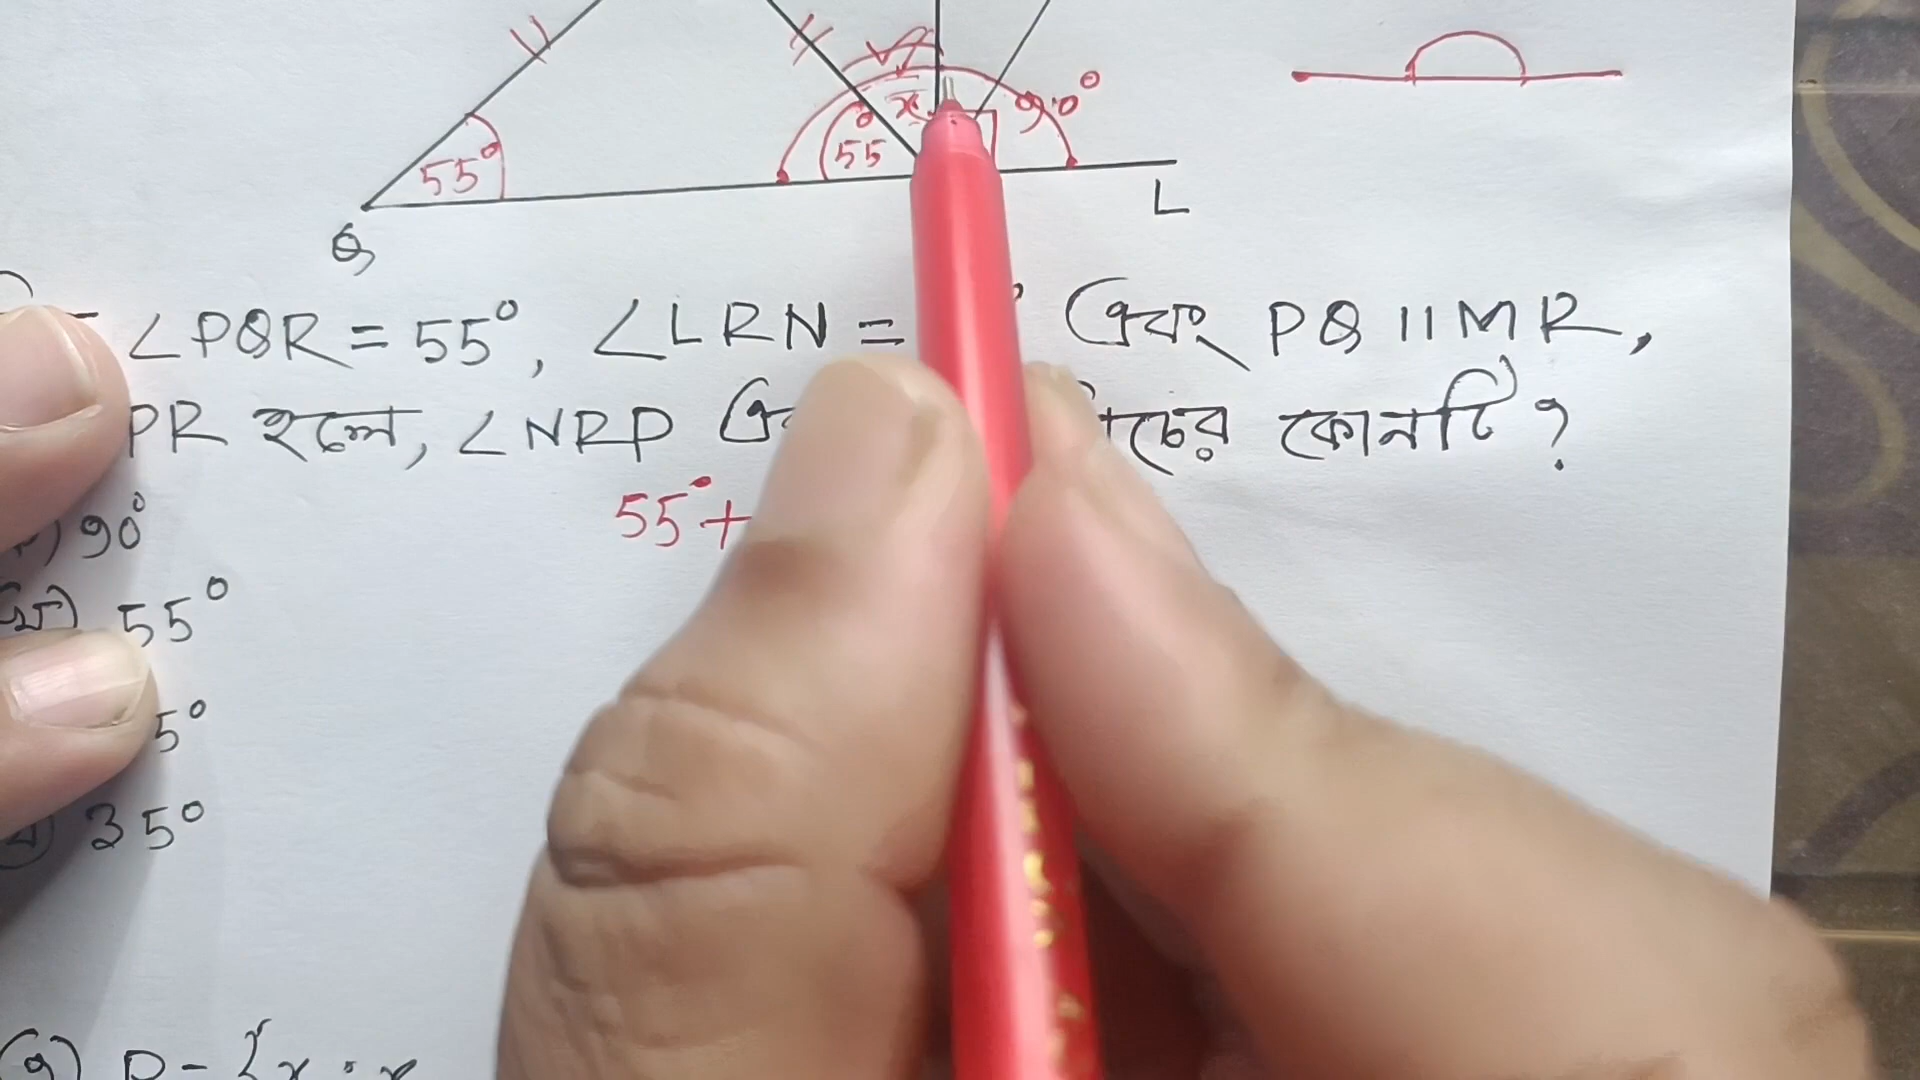 55° x 90°
55°
L
Q
∠PQR = 55°, ∠LRN = ° এবং PQ || MR,
PR হলে, ∠NRP নিচের কোনটি?
55° +
90°
55°
5°
ঘ) 35°